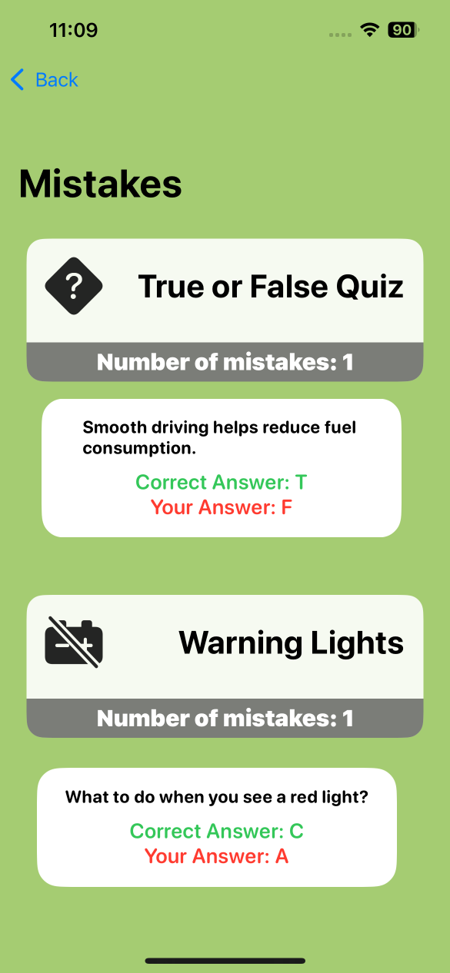 11:09
90
Back
Mistakes
?
True or False Quiz
Number of mistakes: 1
Smooth driving helps reduce fuel
consumption.
Correct Answer: T
Your Answer: F
Warning Lights
Number of mistakes: 1
What to do when you see a red light?
Correct Answer: C
Your Answer: A